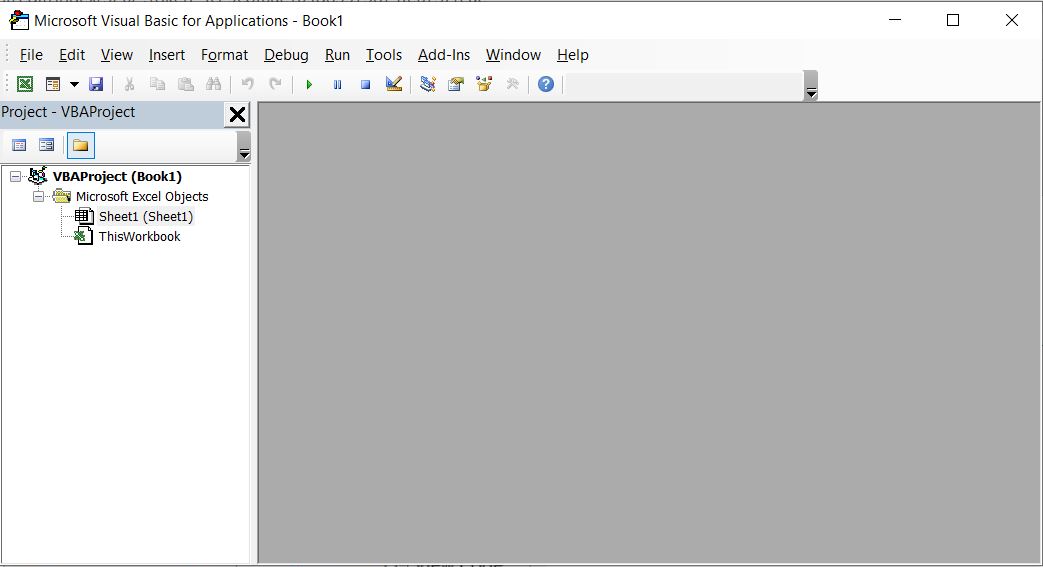 Microsoft Visual Basic for Applications - Book1
File Edit View Insert Format Debug Run Tools Add-Ins Window Help
Project - VBAProject
VBAProject (Book1)
Microsoft Excel Objects
Sheet1 (Sheet1)
ThisWorkbook